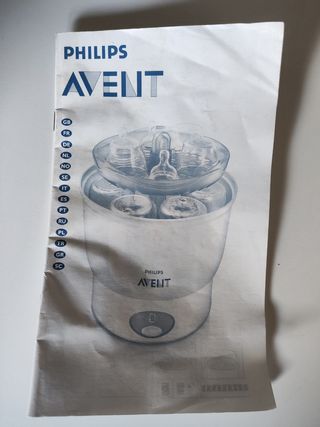 PHILIPS
AVENT
GB
FR
DE
NL
NO
SE
IT
ES
PT
RU
PL
GR
PHILIPS
AVENT